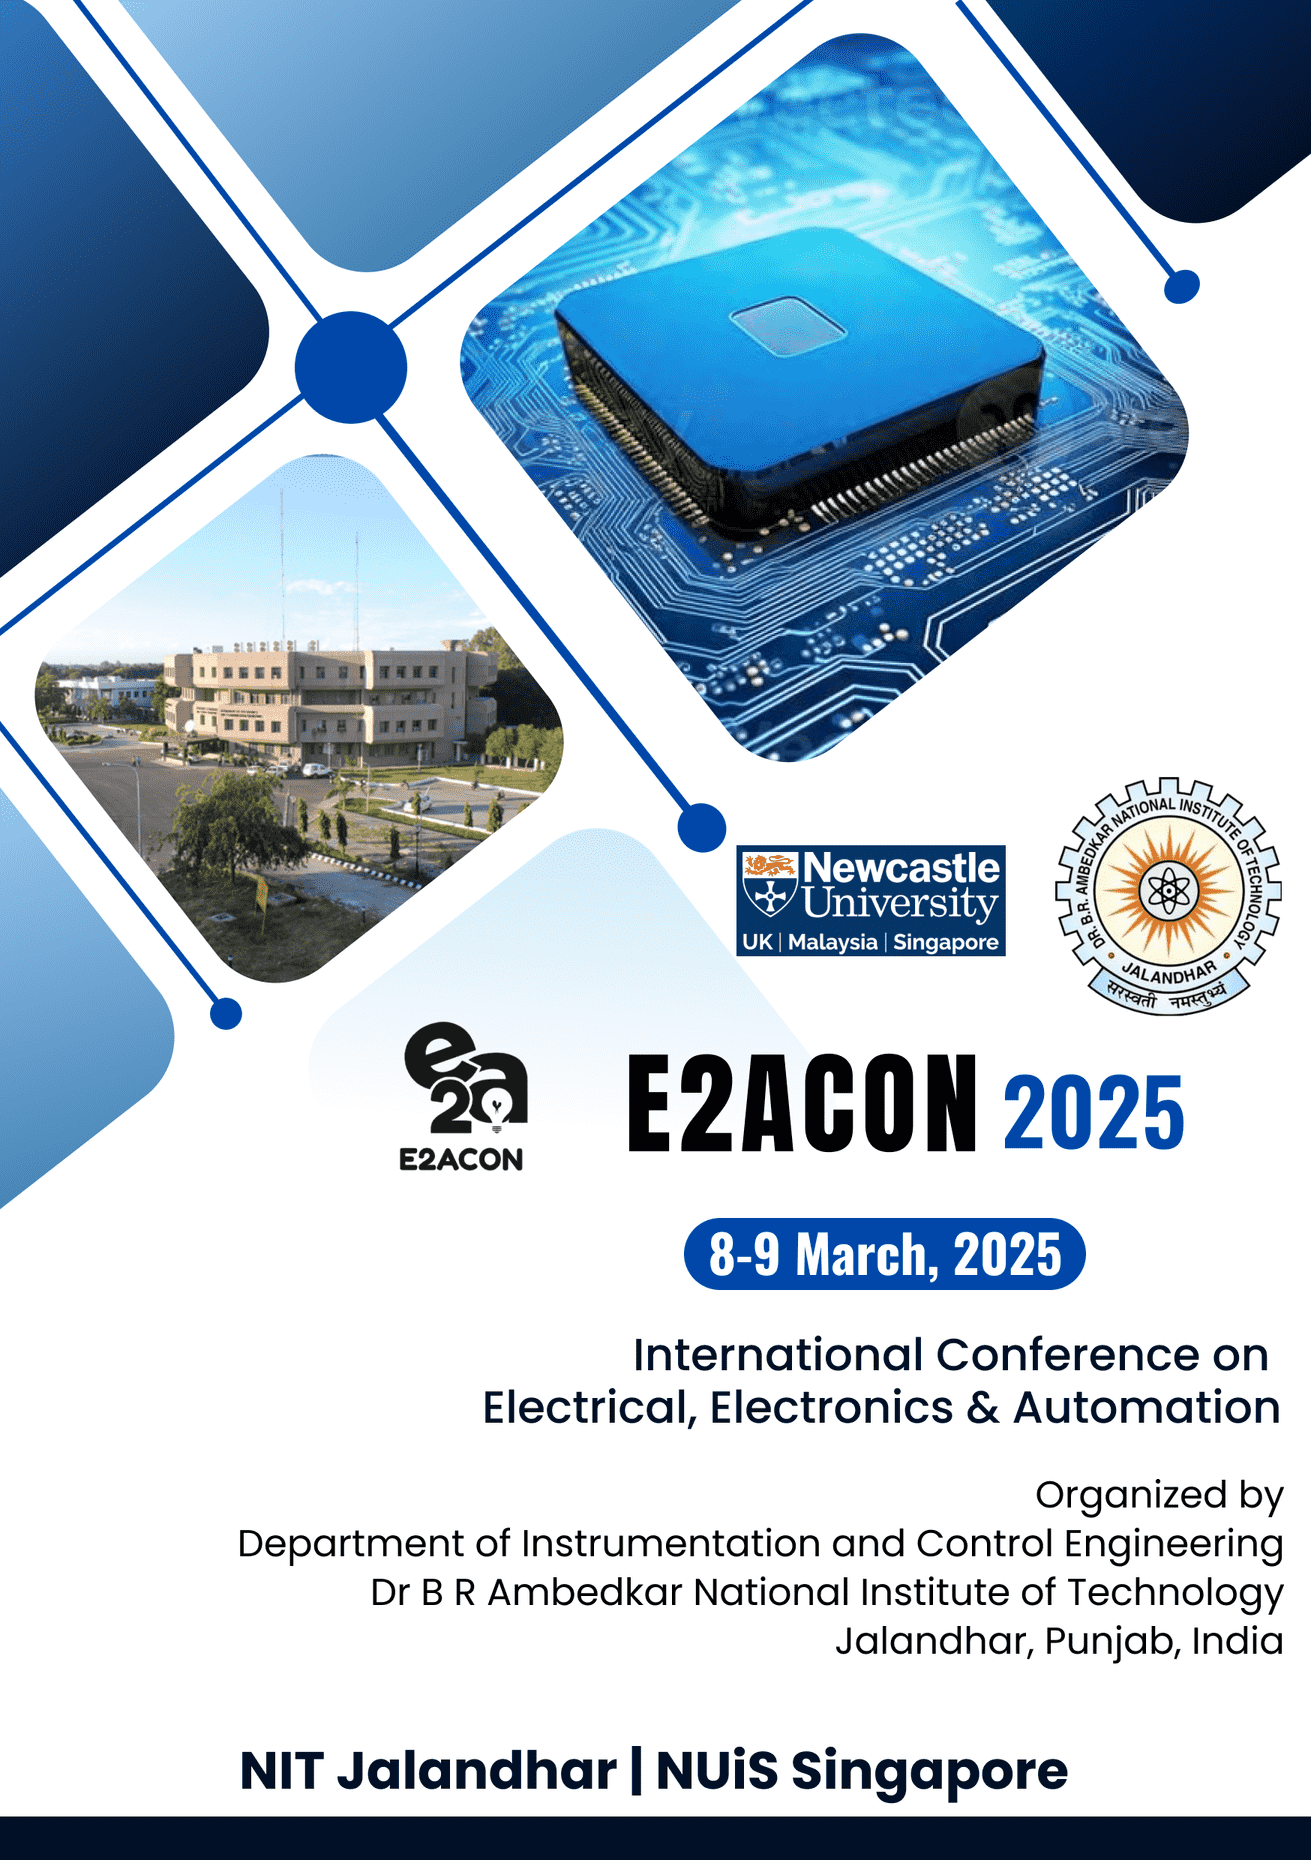 Newcastle
University
UK | Malaysia | Singapore
DR. B.R. AMBEDKAR NATIONAL INSTITUTE OF TECHNOLOGY
JALANDHAR
सरस्वती नमस्तुभ्यं
ea
2
E2ACON
E2ACON 2025
8-9 March, 2025
International Conference on
Electrical, Electronics & Automation
Organized by
Department of Instrumentation and Control Engineering
Dr B R Ambedkar National Institute of Technology
Jalandhar, Punjab, India
NIT Jalandhar | NUiS Singapore